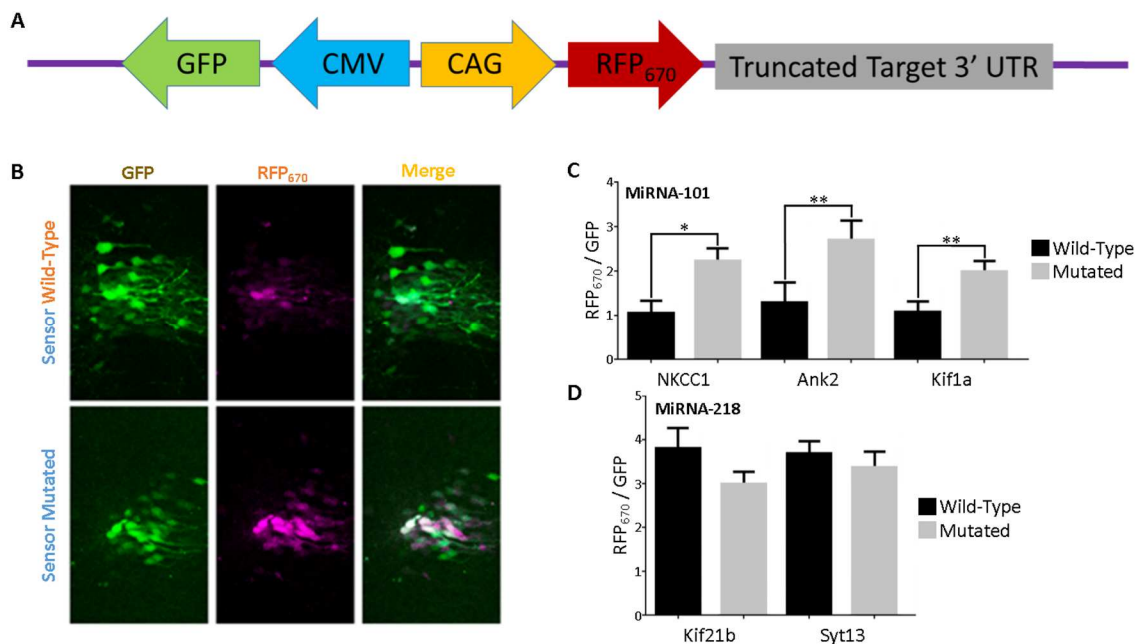 A
GFP
CMV
CAG
RFP670
Truncated Target 3' UTR
B
GFP
RFP670
Merge
Sensor Wild-Type
Sensor Mutated
C
MiRNA-101
RFP670 / GFP
4
3
2
1
0
*
**
**
NKCC1
Ank2
Kif1a
Wild-Type
Mutated
D
MiRNA-218
RFP670 / GFP
5
4
3
2
1
0
Kif21b
Syt13
Wild-Type
Mutated